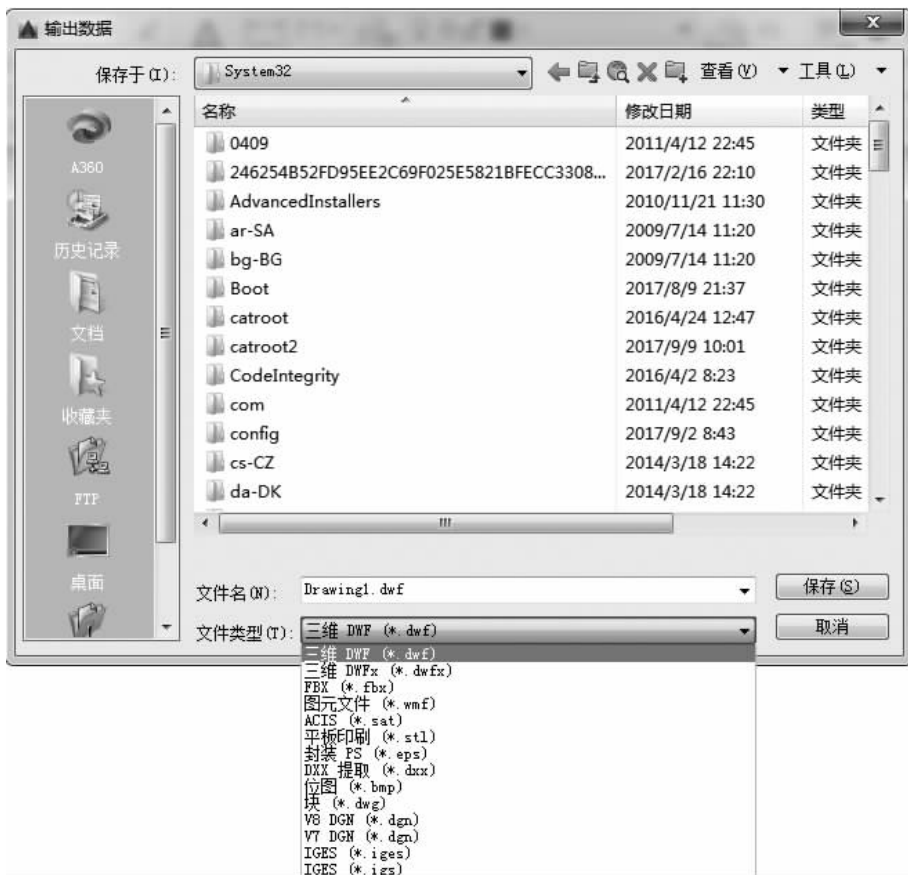 输出数据
保存于(I): System32 查看(V) 工具(L)
名称 修改日期 类型
0409 2011/4/12 22:45 文件夹
246254B52FD95EE2C69F025E5821BFECC3308... 2017/2/16 22:10 文件夹
AdvancedInstallers 2010/11/21 11:30 文件夹
ar-SA 2009/7/14 11:20 文件夹
bg-BG 2009/7/14 11:20 文件夹
Boot 2017/8/9 21:37 文件夹
catroot 2016/4/24 12:47 文件夹
catroot2 2017/9/9 10:01 文件夹
CodeIntegrity 2016/4/2 8:23 文件夹
com 2011/4/12 22:45 文件夹
config 2017/9/2 8:43 文件夹
cs-CZ 2014/3/18 14:22 文件夹
da-DK 2014/3/18 14:22 文件夹
A360
历史记录
文档
收藏夹
FTP
桌面
文件名(N): Drawing1.dwf 保存(S)
文件类型(T): 三维 DWF (*.dwf) 取消
三维 DWF (*.dwf)
三维 DWFx (*.dwfx)
FBX (*.fbx)
图元文件 (*.wmf)
ACIS (*.sat)
平板印刷 (*.stl)
封装 PS (*.eps)
DXX 提取 (*.dxx)
位图 (*.bmp)
块 (*.dwg)
V8 DGN (*.dgn)
V7 DGN (*.dgn)
IGES (*.iges)
IGES (*.igs)